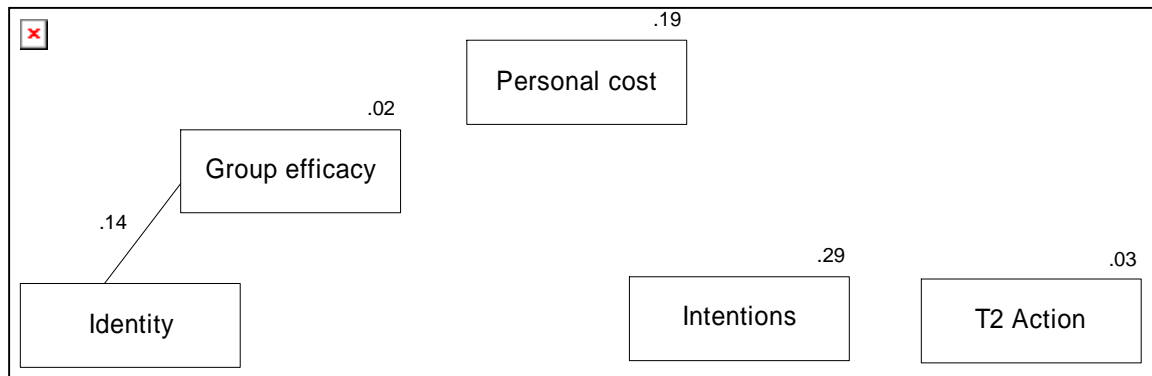 .19
Personal cost
.02
Group efficacy
.14
Identity
.29
Intentions
.03
T2 Action